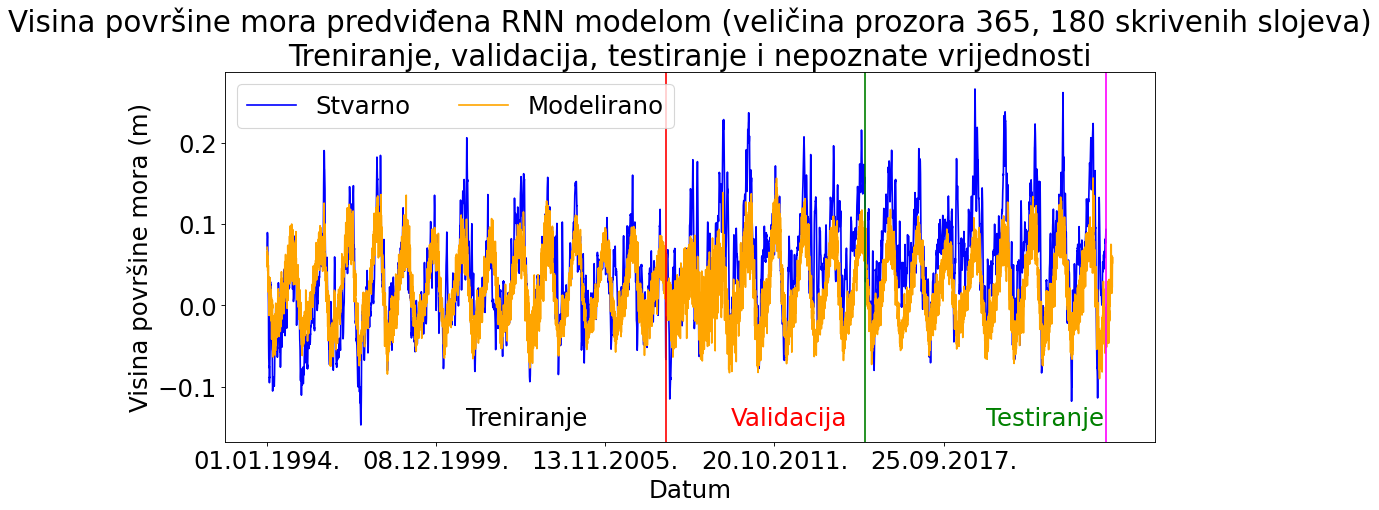 Visina površine mora predviđena RNN modelom (veličina prozora 365, 180 skrivenih slojeva)
Treniranje, validacija, testiranje i nepoznate vrijednosti
Stvarno
Modelirano
Visina površine mora (m)
0.2
0.1
0.0
−0.1
Treniranje
Validacija
Testiranje
01.01.1994.
08.12.1999.
13.11.2005.
20.10.2011.
25.09.2017.
Datum